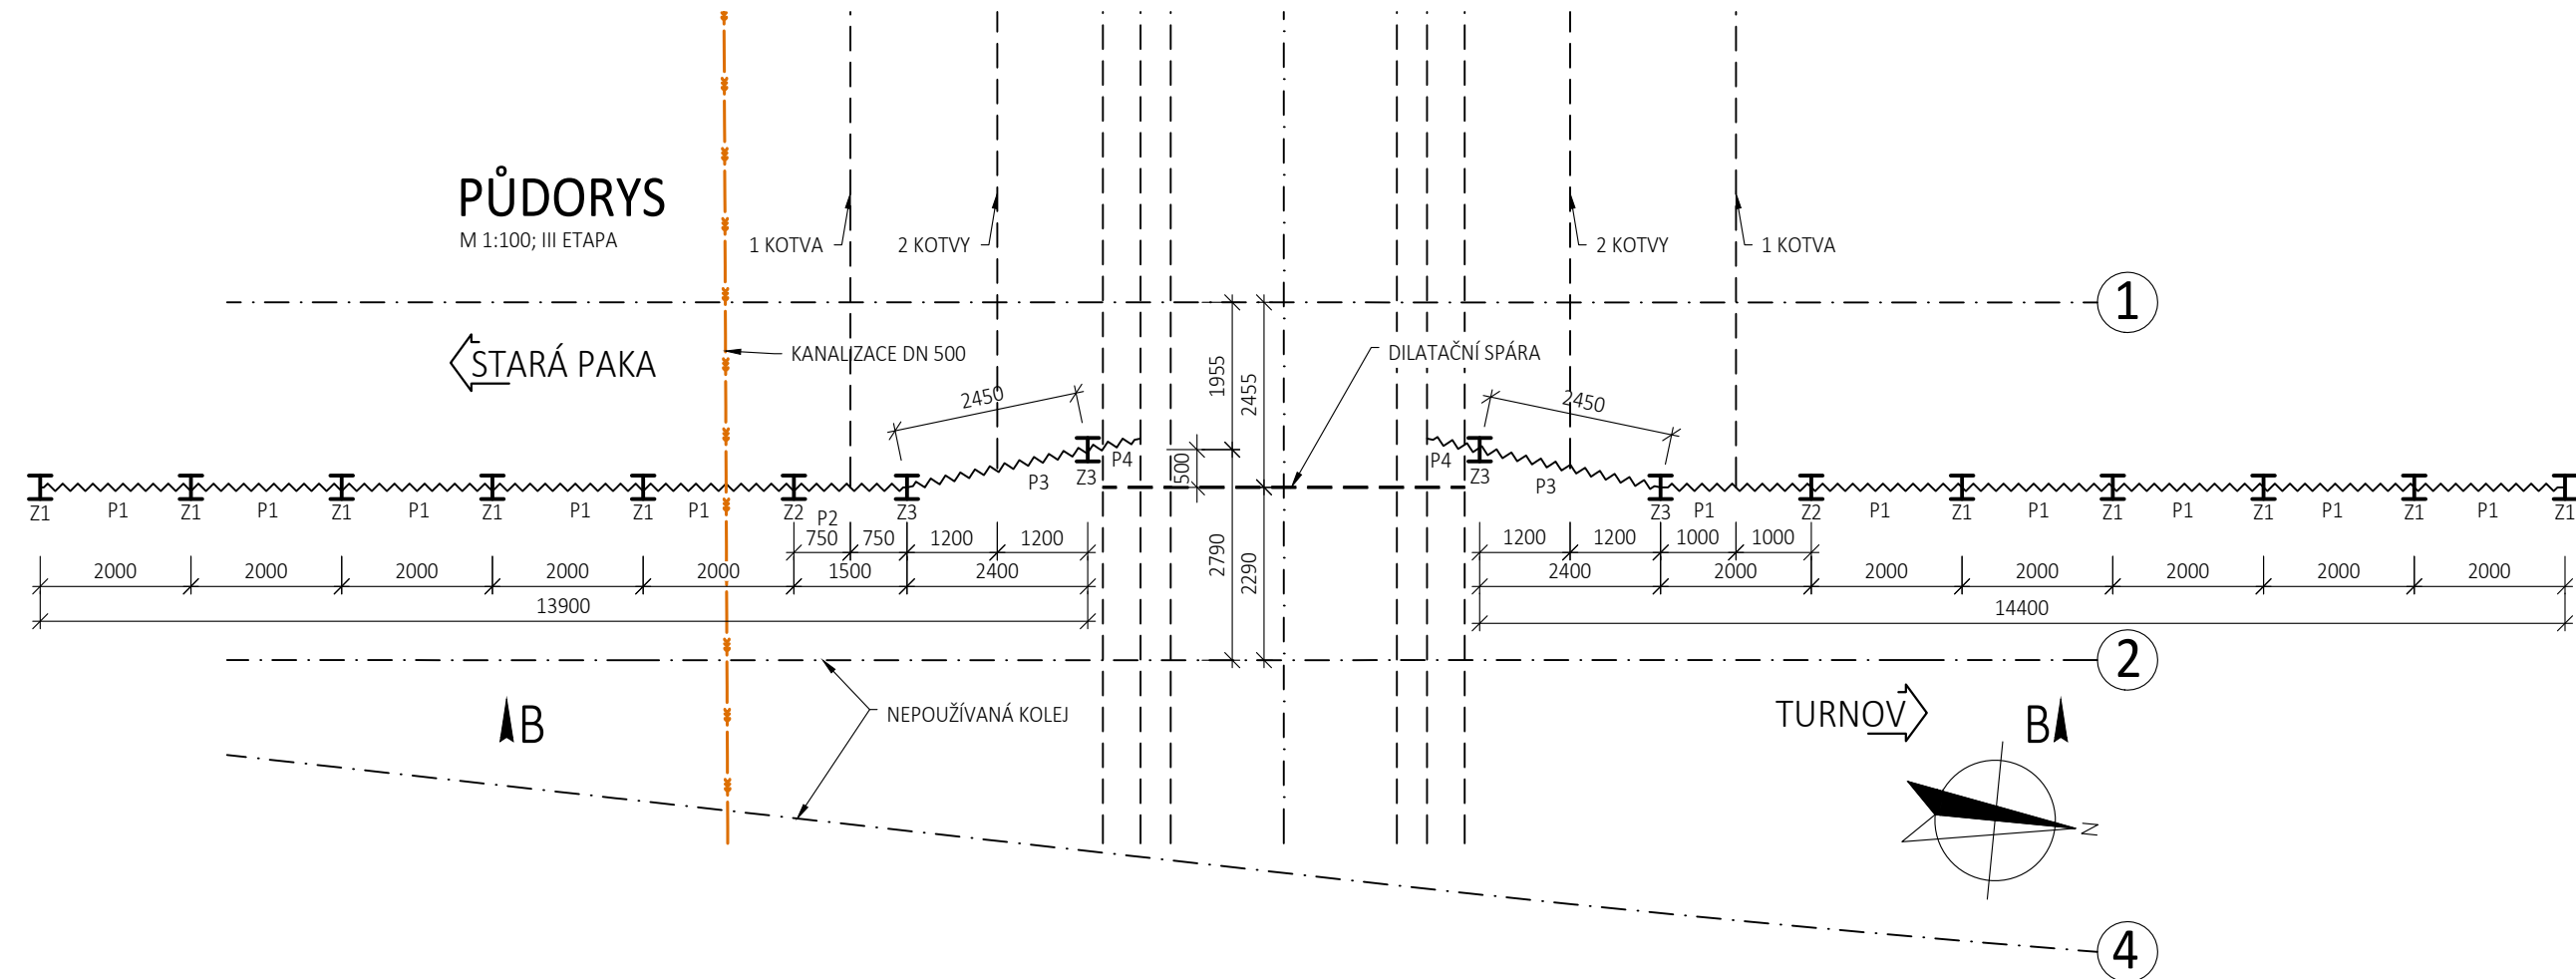 PŮDORYS
M 1:100; III ETAPA
1 KOTVA
2 KOTVY
2 KOTVY
1 KOTVA
1
STARÁ PAKA
KANALIZACE DN 500
DILATAČNÍ SPÁRA
1955
2455
2450
2450
500
2790
2290
Z1 P1 Z1 P1 Z1 P1 Z1 P1 Z1 P1 Z2 P2 Z3 P3 Z3 P4
P4 Z3 P3 Z3 P1 Z2 P1 Z1 P1 Z1 P1 Z1 P1 Z1 P1 Z1
750 750 1200 1200
1200 1200 1000 1000
2000 2000 2000 2000 2000 1500 2400
2400 2000 2000 2000 2000 2000 2000
13900
14400
2
B
NEPOUŽÍVANÁ KOLEJ
TURNOV
B
N
4